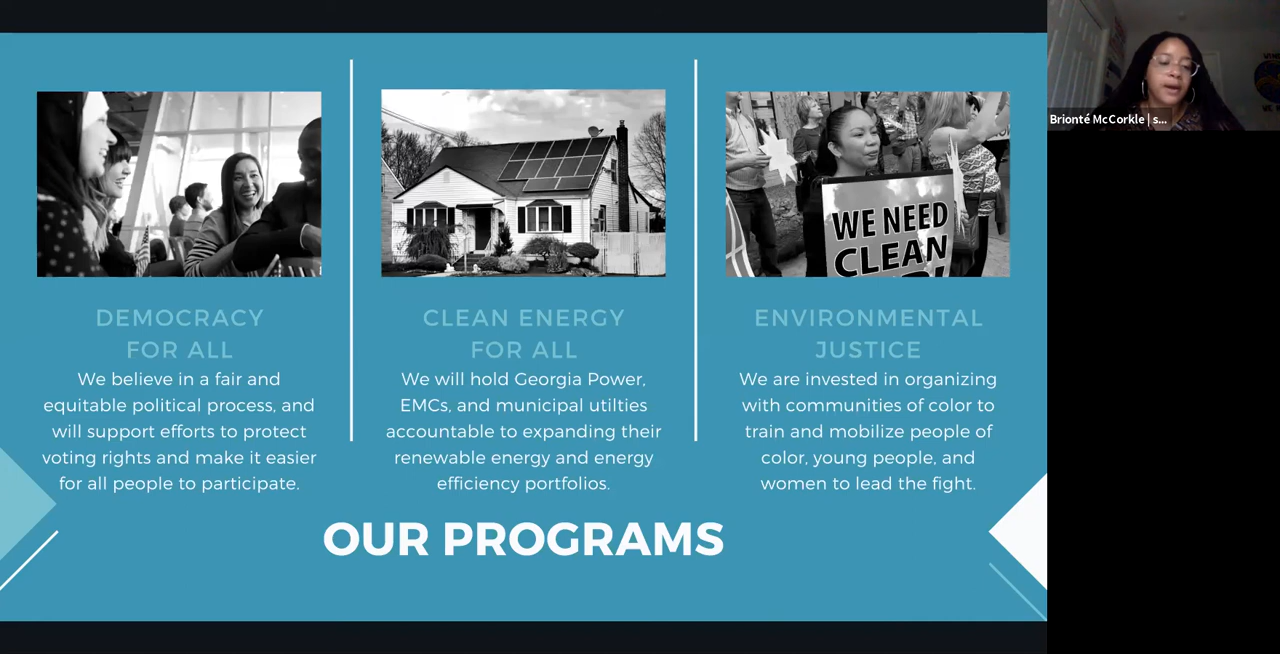 WE NEED
CLEAN
DEMOCRACY
FOR ALL
We believe in a fair and
equitable political process, and
will support efforts to protect
voting rights and make it easier
for all people to participate.
CLEAN ENERGY
FOR ALL
We will hold Georgia Power,
EMCs, and municipal utilties
accountable to expanding their
renewable energy and energy
efficiency portfolios.
ENVIRONMENTAL
JUSTICE
We are invested in organizing
with communities of color to
train and mobilize people of
color, young people, and
women to lead the fight.
OUR PROGRAMS
Brionté McCorkle | s...